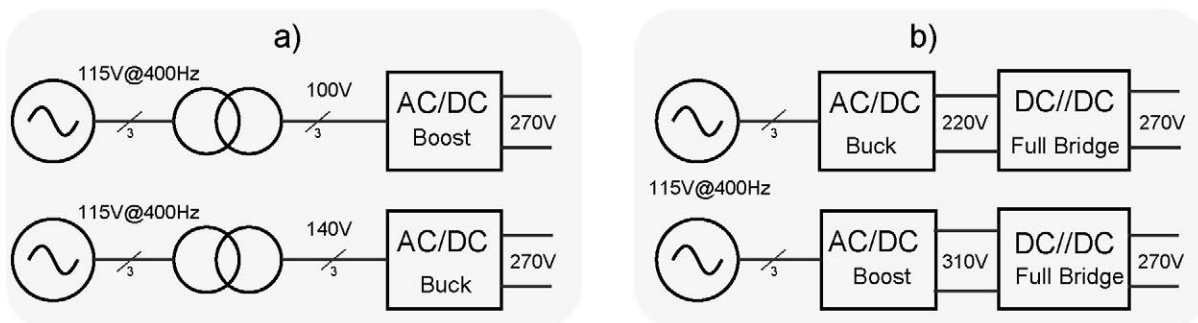 a)
115V@400Hz
3
100V
3
AC/DC
Boost
270V
115V@400Hz
3
140V
3
AC/DC
Buck
270V
b)
3
AC/DC
Buck
220V
DC//DC
Full Bridge
270V
115V@400Hz
3
AC/DC
Boost
310V
DC//DC
Full Bridge
270V